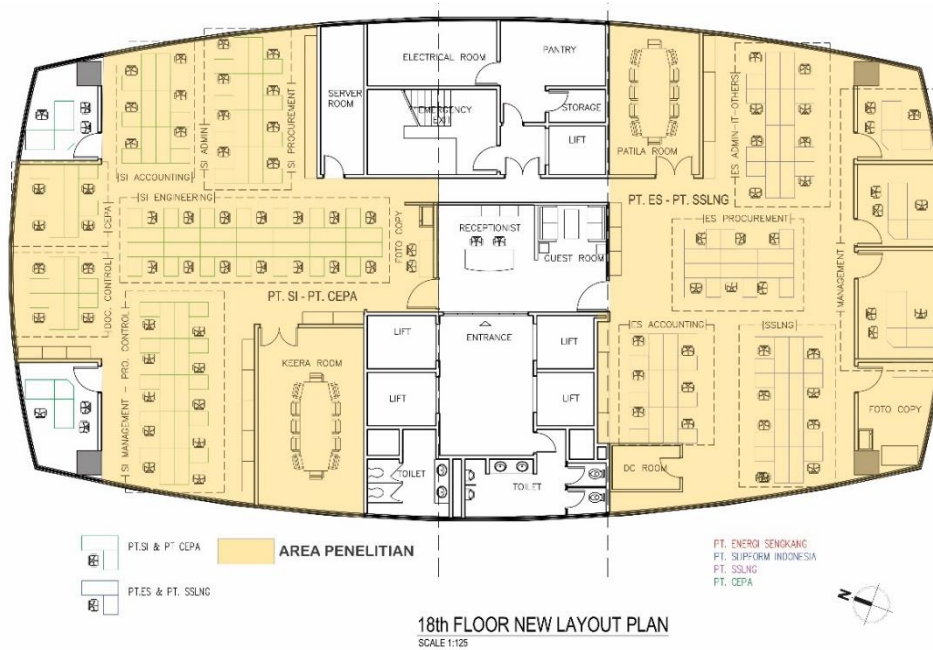 ELECTRICAL ROOM
PANTRY
SERVER
ROOM
EMERGENCY
EXIT
STORAGE
LIFT
PATILA ROOM
ES ADMIN-IT-OTHERS
SI ADMIN
SI PROCUREMENT
SI ACCOUNTING
PT. ES - PT. SSLNG
CEPA
SI ENGINEERING
FOTO COPY
RECEPTIONIST
GUEST ROOM
ES PROCUREMENT
MANAGEMENT
DOC. CONTROL
PT. SI - PT. CEPA
ENTRANCE
LIFT
LIFT
ES ACCOUNTING
SSLNG
SI MANAGEMENT - PRO. CONTROL
KEERA ROOM
LIFT
LIFT
FOTO COPY
TOILET
TOILET
DC ROOM
PT.SI & PT CEPA
AREA PENELITIAN
PT.ES & PT. SSLNG
PT. ENERGI SENGKANG
PT. SLIPFORM INDONESIA
PT. SSLNG
PT. CEPA
N
18th FLOOR NEW LAYOUT PLAN
SCALE 1:125